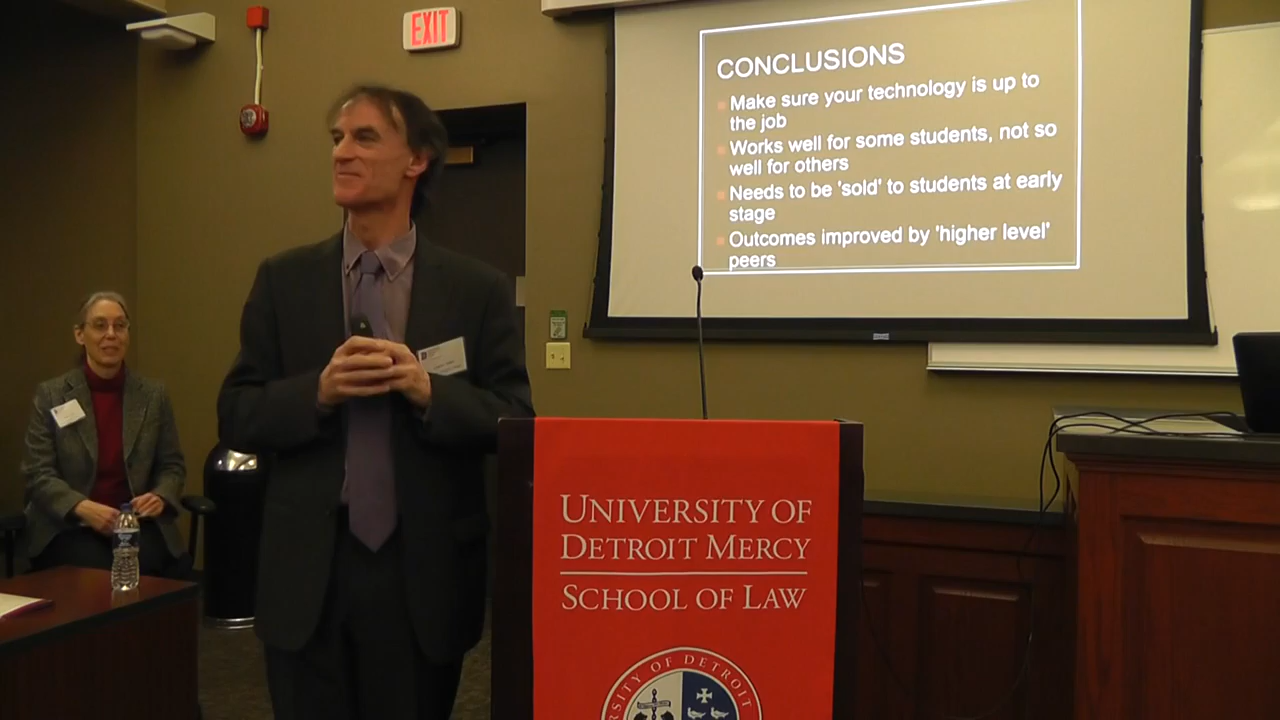 EXIT
CONCLUSIONS
Make sure your technology is up to
the job
Works well for some students, not so
well for others
Needs to be 'sold' to students at early
stage
Outcomes improved by 'higher level'
peers
UNIVERSITY OF
DETROIT MERCY
SCHOOL OF LAW
OF DETROIT